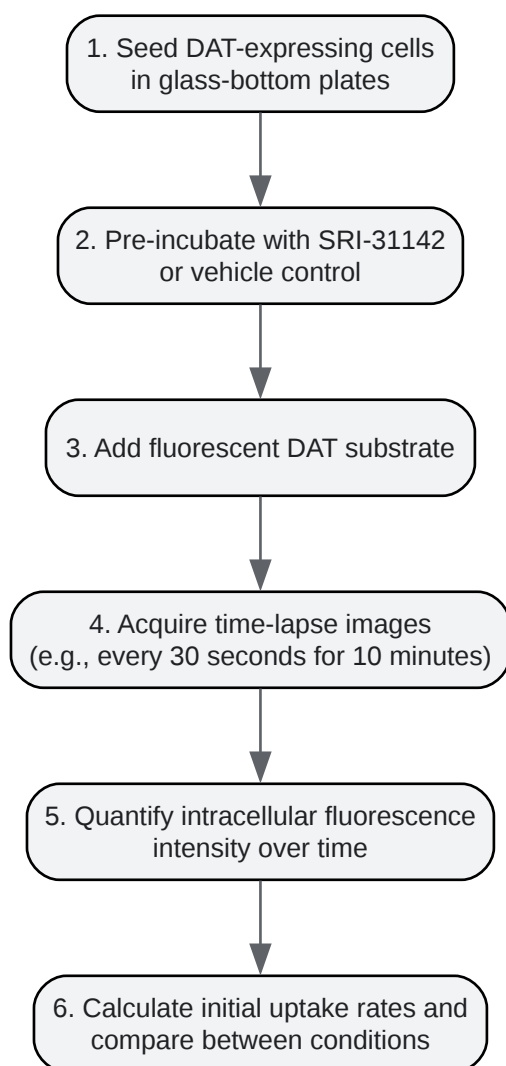 1. Seed DAT-expressing cells
in glass-bottom plates
2. Pre-incubate with SRI-31142
or vehicle control
3. Add fluorescent DAT substrate
4. Acquire time-lapse images
(e.g., every 30 seconds for 10 minutes)
5. Quantify intracellular fluorescence
intensity over time
6. Calculate initial uptake rates and
compare between conditions